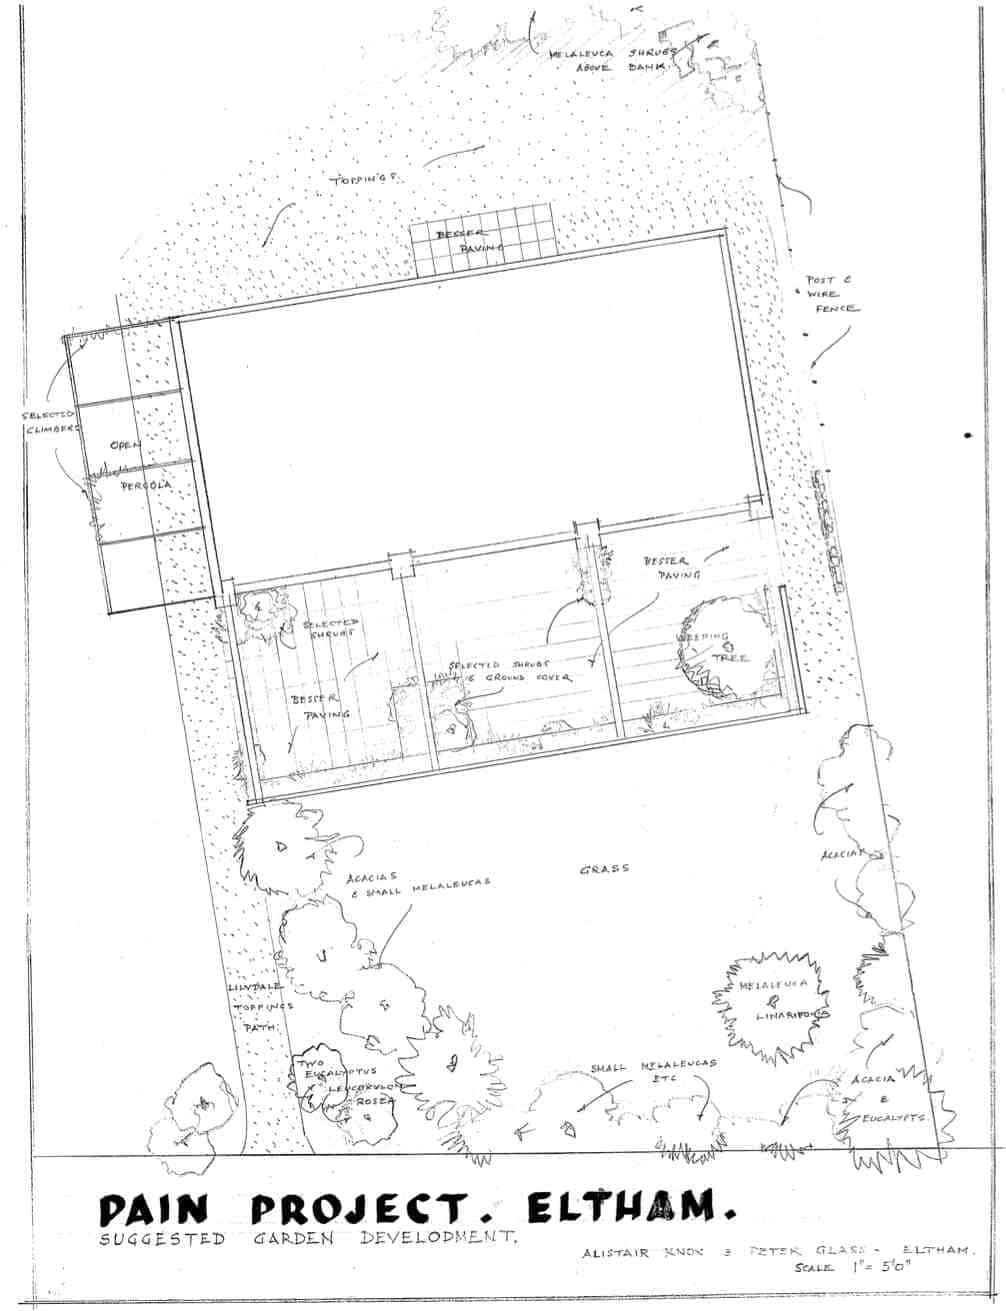 MELALEUCA SHRUBS
ABOVE BANK.
TOPPINGS.
BESSER
PAVING
POST &
WIRE
FENCE
SELECTED
CLIMBERS
OPEN
PERGOLA
BESSER
PAVING
SELECTED
SHRUBS
WEEPING
TREE
SELECTED SHRUBS
& GROUND COVER
BESSER
PAVING
ACACIAS
ACACIAS
& SMALL MELALEUCAS
GRASS
LILYDALE
TOPPINGS
PATH.
MELALEUCA
LINARIFOLIA
TWO
EUCALYPTUS
LEUCOXYLON
ROSEA
SMALL MELALEUCAS
ETC
ACACIA
&
EUCALYPTS.
PAIN PROJECT. ELTHAM.
SUGGESTED GARDEN DEVELOPMENT.
ALISTAIR KNOX & PETER GLASS - ELTHAM.
SCALE 1" = 5'0"